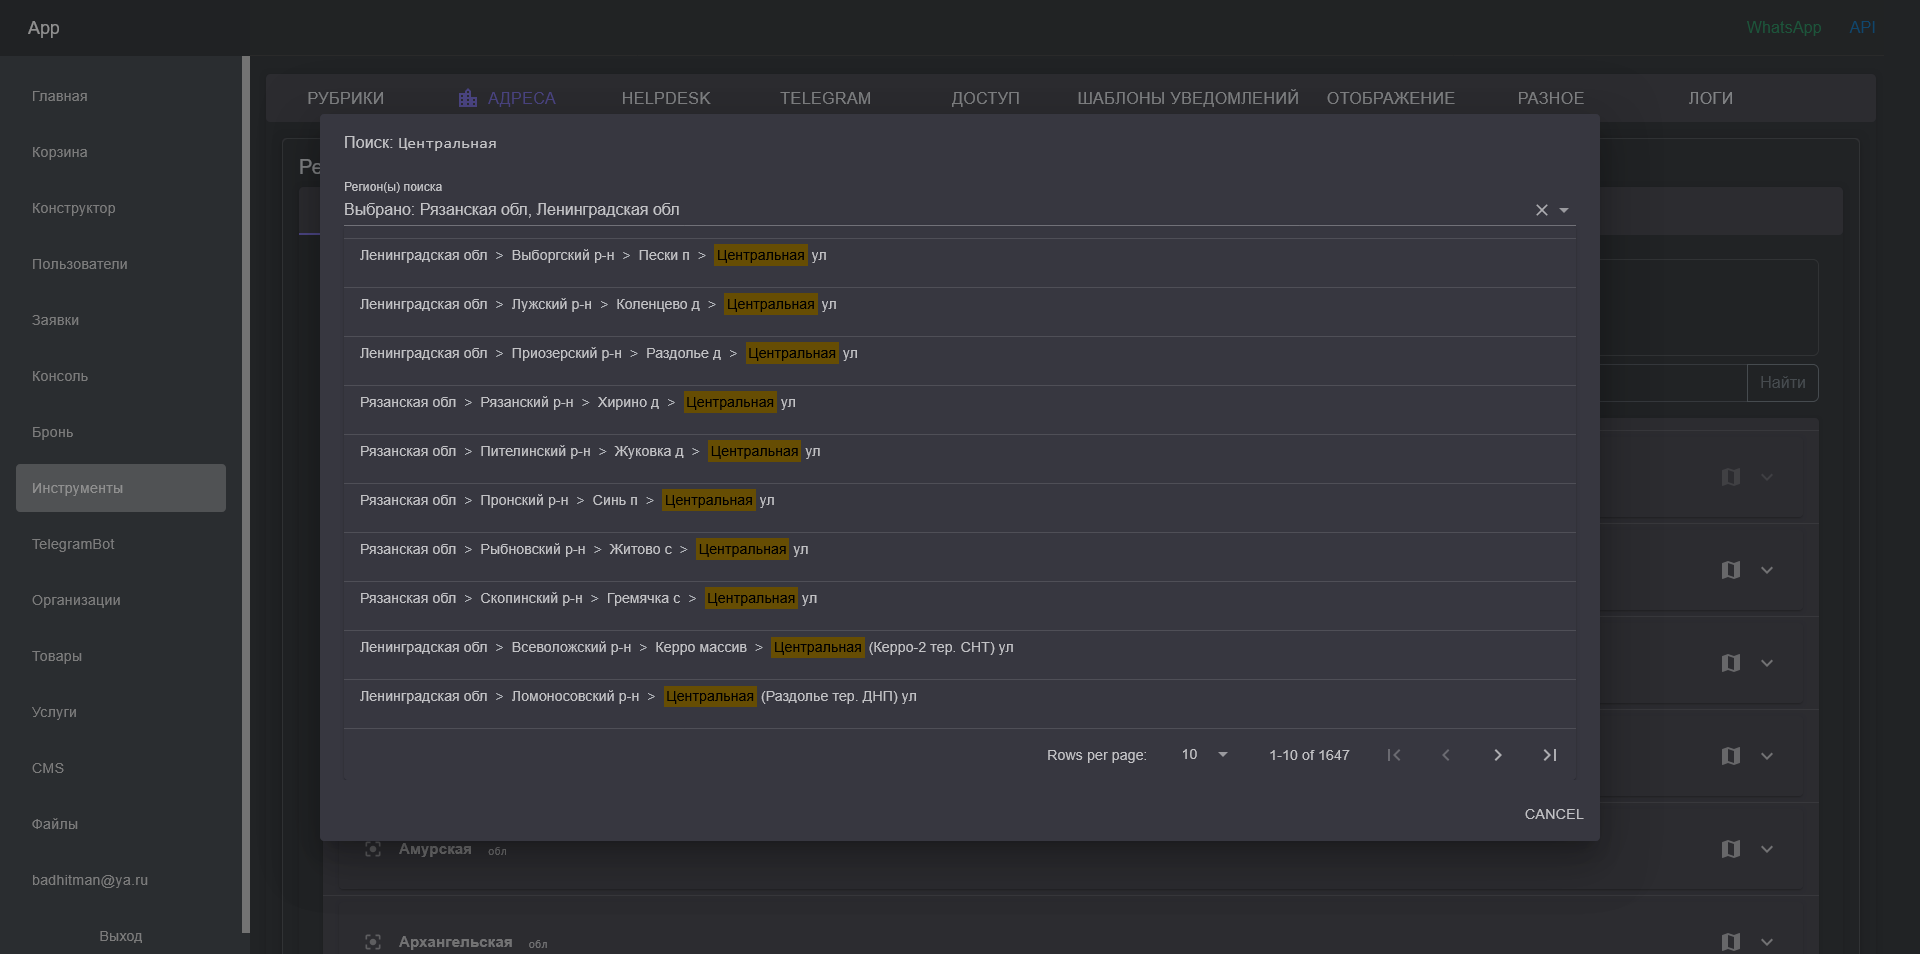 App
WhatsApp API
Главная
Корзина
Конструктор
Пользователи
Заявки
Консоль
Бронь
Инструменты
TelegramBot
Организации
Товары
Услуги
CMS
Файлы
badhitman@ya.ru
Выход
РУБРИКИ АДРЕСА HELPDESK TELEGRAM ДОСТУП ШАБЛОНЫ УВЕДОМЛЕНИЙ ОТОБРАЖЕНИЕ РАЗНОЕ ЛОГИ
Ре
Поиск: Центральная
Регион(ы) поиска
Выбрано: Рязанская обл, Ленинградская обл
Ленинградская обл > Выборгский р-н > Пески п > Центральная ул
Ленинградская обл > Лужский р-н > Коленцево д > Центральная ул
Ленинградская обл > Приозерский р-н > Раздолье д > Центральная ул
Рязанская обл > Рязанский р-н > Хирино д > Центральная ул
Рязанская обл > Пителинский р-н > Жуковка д > Центральная ул
Рязанская обл > Пронский р-н > Синь п > Центральная ул
Рязанская обл > Рыбновский р-н > Житово с > Центральная ул
Рязанская обл > Скопинский р-н > Гремячка с > Центральная ул
Ленинградская обл > Всеволожский р-н > Керро массив > Центральная (Керро-2 тер. СНТ) ул
Ленинградская обл > Ломоносовский р-н > Центральная (Раздолье тер. ДНП) ул
Rows per page: 10 1-10 of 1647
CANCEL
Найти
Амурская обл
Архангельская обл